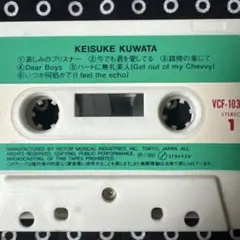 KEISUKE KUWATA
①哀しみのプリズナー ②今でも君を愛してる ③路傍の家にて
④Dear Boys ⑤ハートに無礼美人(Get out of my Chevvy)
⑥いつか何処かで(I feel the echo)
VCF-103
STEREO
1
MANUFACTURED BY VICTOR MUSICAL INDUSTRIES, INC. TOKYO, JAPAN ALL
RIGHTS RESERVED. COPYING, PUBLIC PERFORMANCE,
BROADCASTING OF THIS TAPES PROHIBITED.